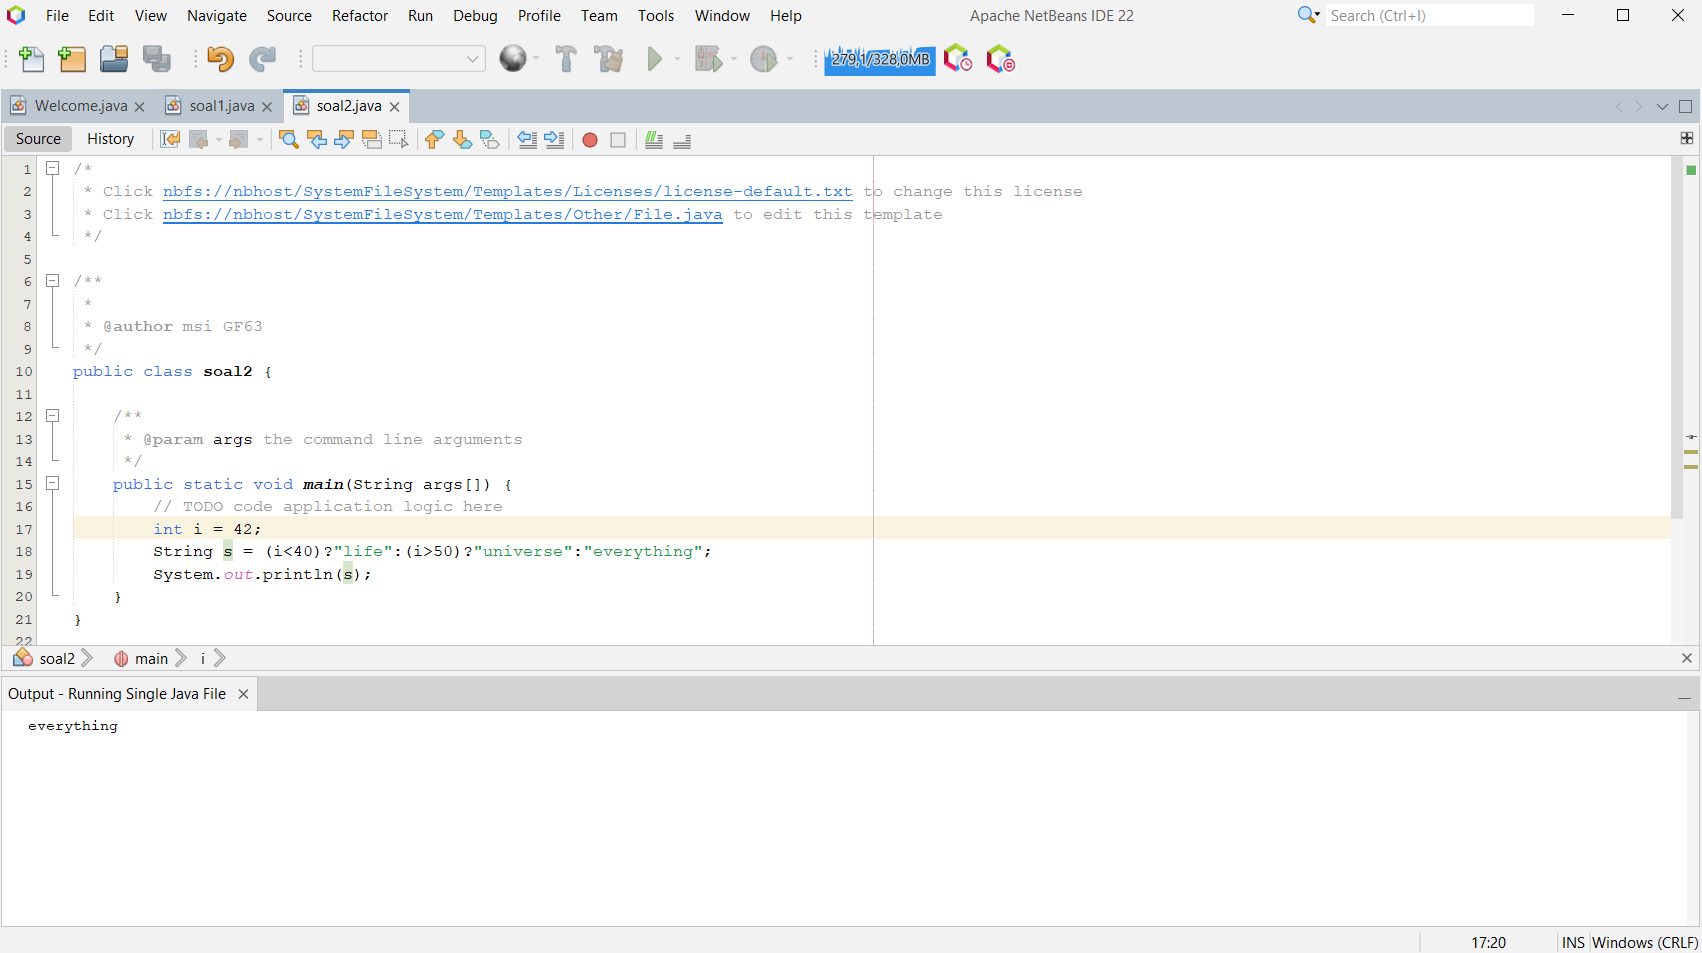 File Edit View Navigate Source Refactor Run Debug Profile Team Tools Window Help Apache NetBeans IDE 22 Search (Ctrl+I)
279,1/328,0MB
Welcome.java soal1.java soal2.java
Source History
1 /*
2 * Click nbfs://nbhost/SystemFileSystem/Templates/Licenses/license-default.txt to change this license
3 * Click nbfs://nbhost/SystemFileSystem/Templates/Other/File.java to edit this template
4 */
5
6 /**
7 *
8 * @author msi GF63
9 */
10 public class soal2 {
11
12 /**
13 * @param args the command line arguments
14 */
15 public static void main(String args[]) {
16 // TODO code application logic here
17 int i = 42;
18 String s = (i<40)?"life":(i>50)?"universe":"everything";
19 System.out.println(s);
20 }
21 }
22
soal2 main i
Output - Running Single Java File
everything
17:20 INS Windows (CRLF)